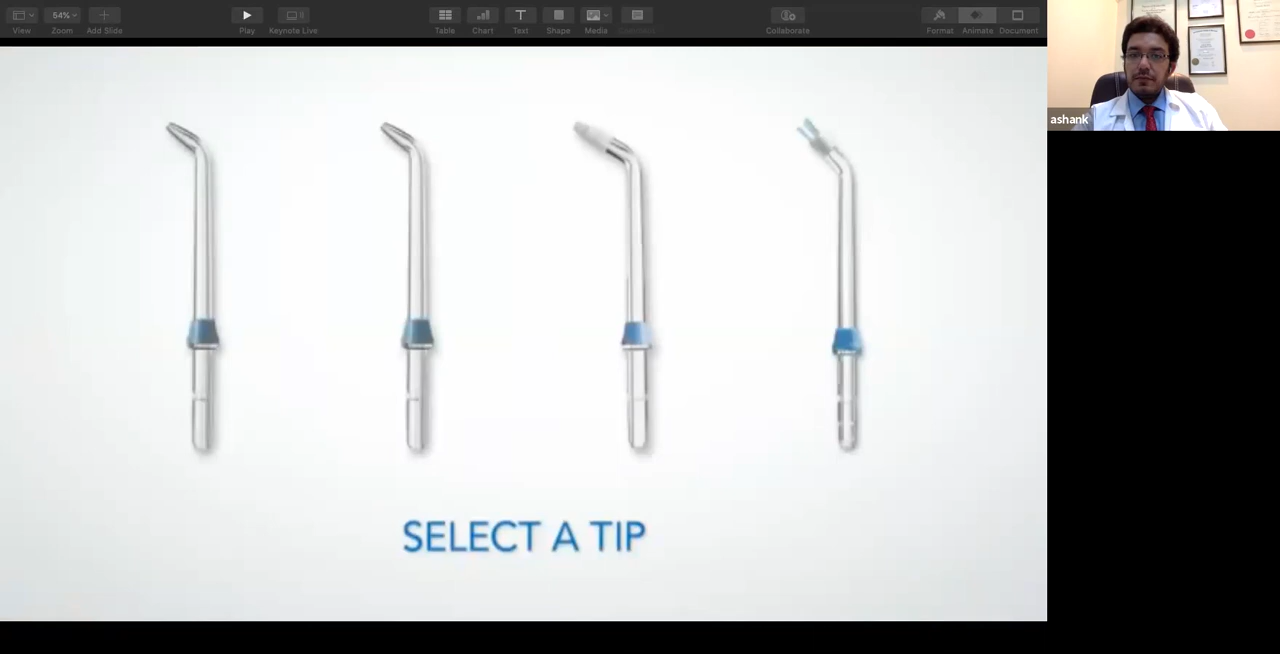 View
54%
Zoom
Add Slide
Play
Keynote Live
Table
Chart
Text
Shape
Media
Collaborate
Format
Animate
Document
ashank
SELECT A TIP